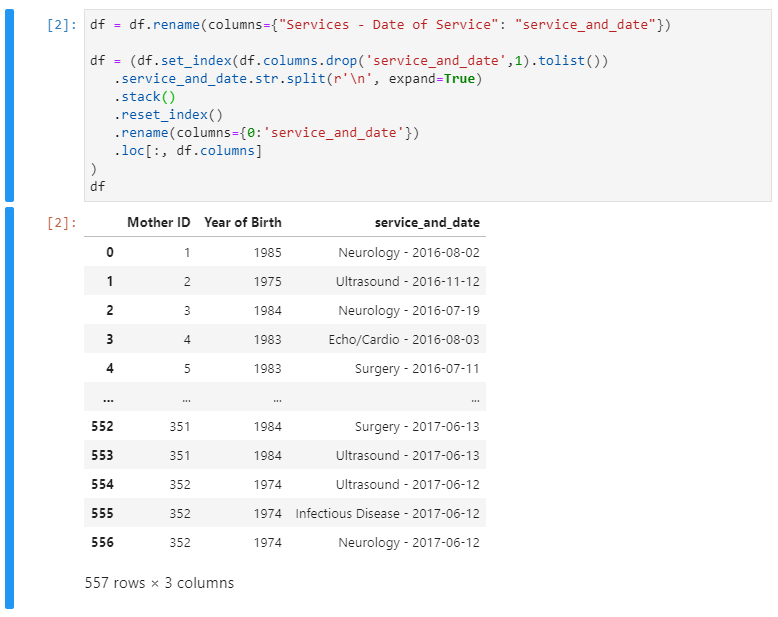 [2]: df = df.rename(columns={"Services - Date of Service": "service_and_date"})
df = (df.set_index(df.columns.drop('service_and_date',1).tolist())
.service_and_date.str.split(r'\n', expand=True)
.stack()
.reset_index()
.rename(columns={0:'service_and_date'})
.loc[:, df.columns]
)
df
[2]: Mother ID Year of Birth service_and_date
0 1 1985 Neurology - 2016-08-02
1 2 1975 Ultrasound - 2016-11-12
2 3 1984 Neurology - 2016-07-19
3 4 1983 Echo/Cardio - 2016-08-03
4 5 1983 Surgery - 2016-07-11
... ... ... ...
552 351 1984 Surgery - 2017-06-13
553 351 1984 Ultrasound - 2017-06-13
554 352 1974 Ultrasound - 2017-06-12
555 352 1974 Infectious Disease - 2017-06-12
556 352 1974 Neurology - 2017-06-12
557 rows × 3 columns